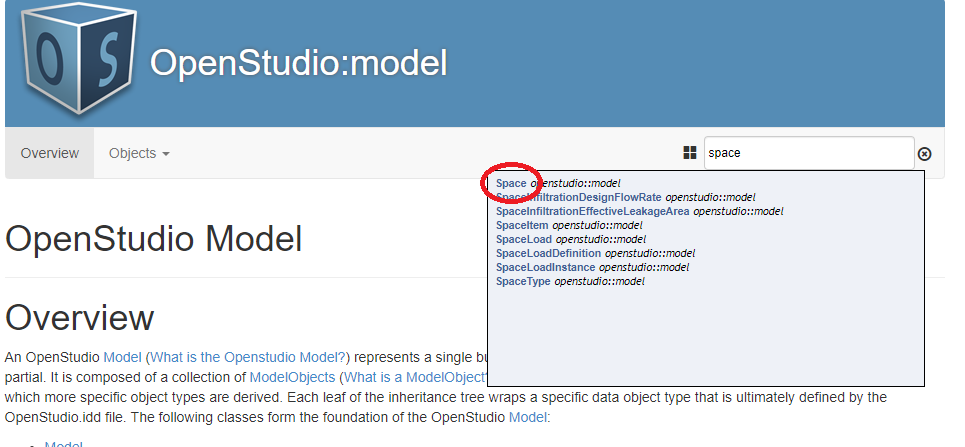 OS
OpenStudio:model
Overview Objects
space
Space openstudio::model
SpaceInfiltrationDesignFlowRate openstudio::model
SpaceInfiltrationEffectiveLeakageArea openstudio::model
SpaceItem openstudio::model
SpaceLoad openstudio::model
SpaceLoadDefinition openstudio::model
SpaceLoadInstance openstudio::model
SpaceType openstudio::model
OpenStudio Model
Overview
An OpenStudio Model (What is the Openstudio Model?) represents a single bu
partial. It is composed of a collection of ModelObjects (What is a ModelObject?
which more specific object types are derived. Each leaf of the inheritance tree wraps a specific data object type that is ultimately defined by the
OpenStudio.idd file. The following classes form the foundation of the OpenStudio Model:
Model